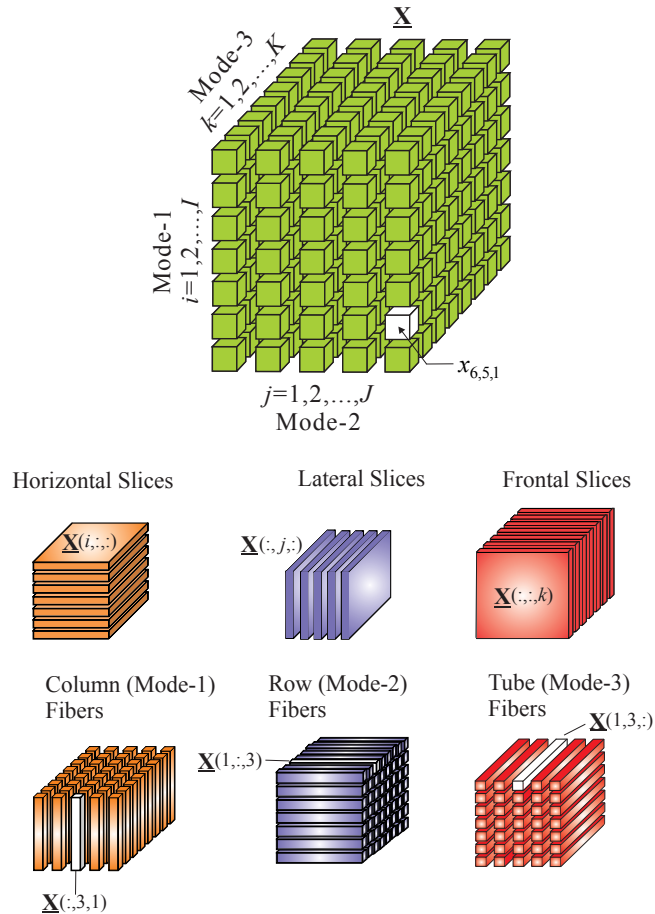 X
Mode-3
k=1,2,...,K
Mode-1
i=1,2,...,I
x6,5,1
j=1,2,...,J
Mode-2
Horizontal Slices
Lateral Slices
Frontal Slices
X(i,:,:)
X(:,j,:)
X(:,:,k)
Column (Mode-1)
Fibers
Row (Mode-2)
Fibers
Tube (Mode-3)
Fibers
X(1,3,:)
X(1,:,3)
X(:,3,1)